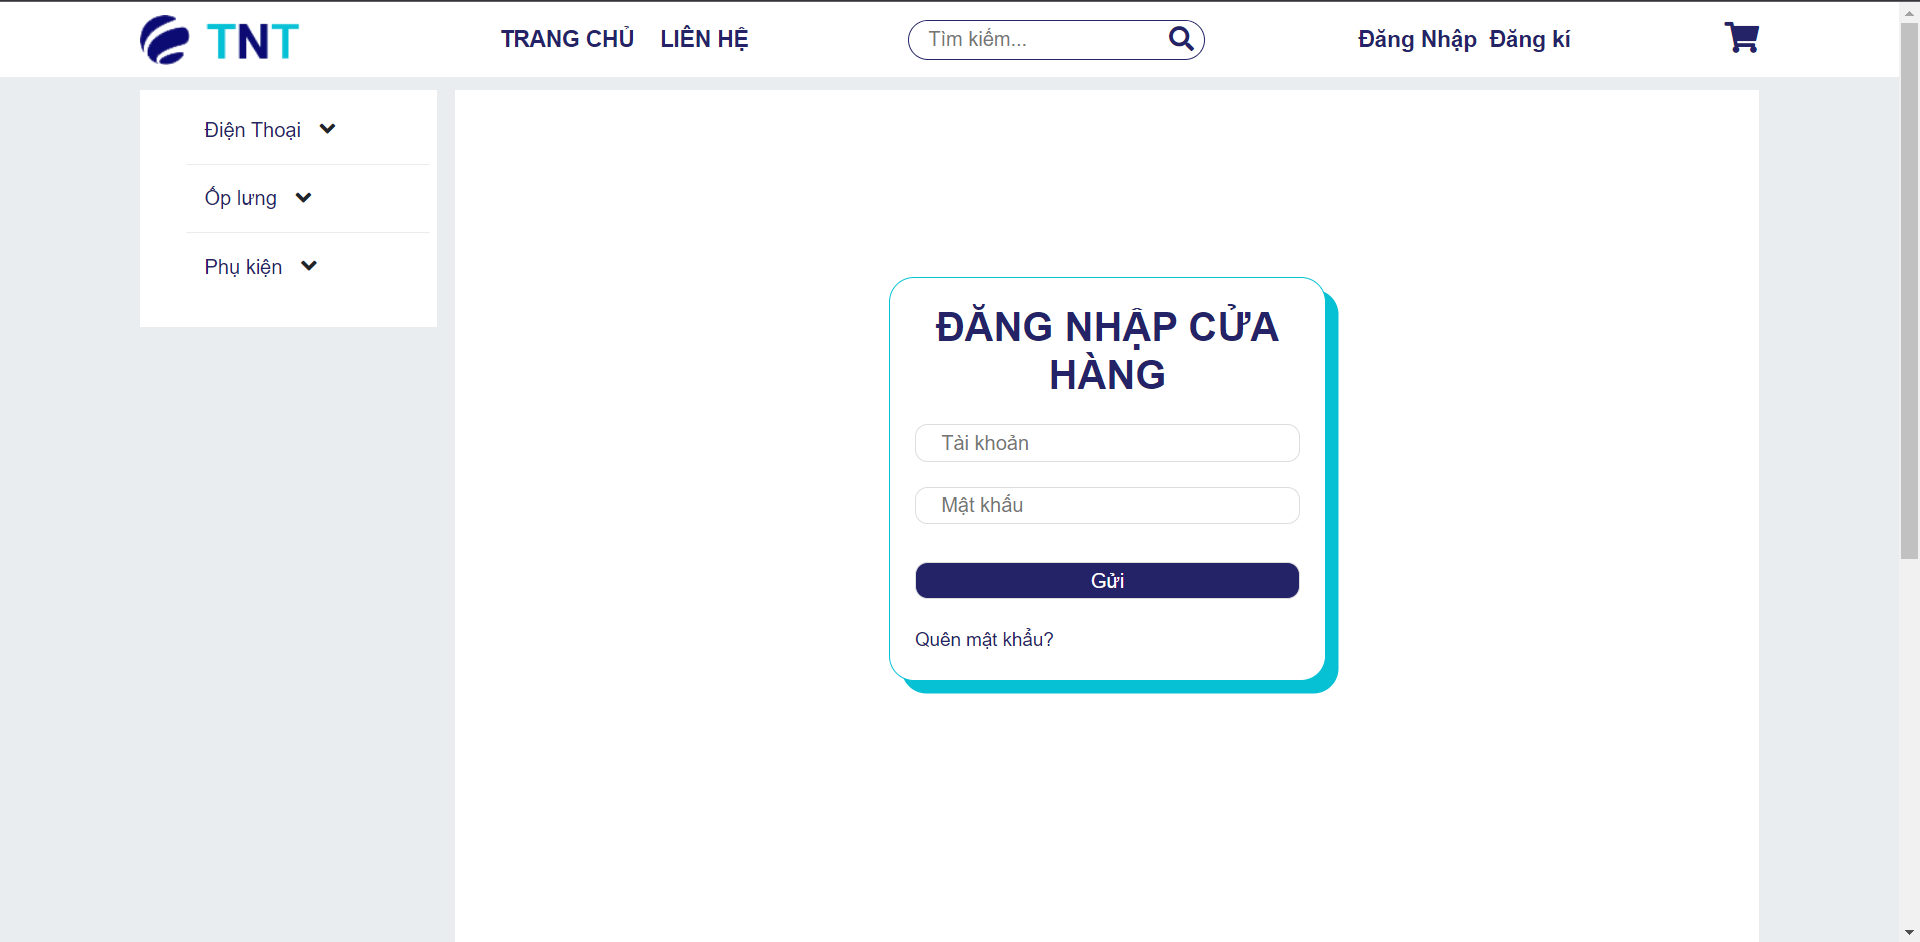 TNT
TRANG CHỦ LIÊN HỆ
Tìm kiếm...
Đăng Nhập Đăng kí
Điện Thoại
Ốp lưng
Phụ kiện
ĐĂNG NHẬP CỬA
HÀNG
Tài khoản
Mật khẩu
Gửi
Quên mật khẩu?